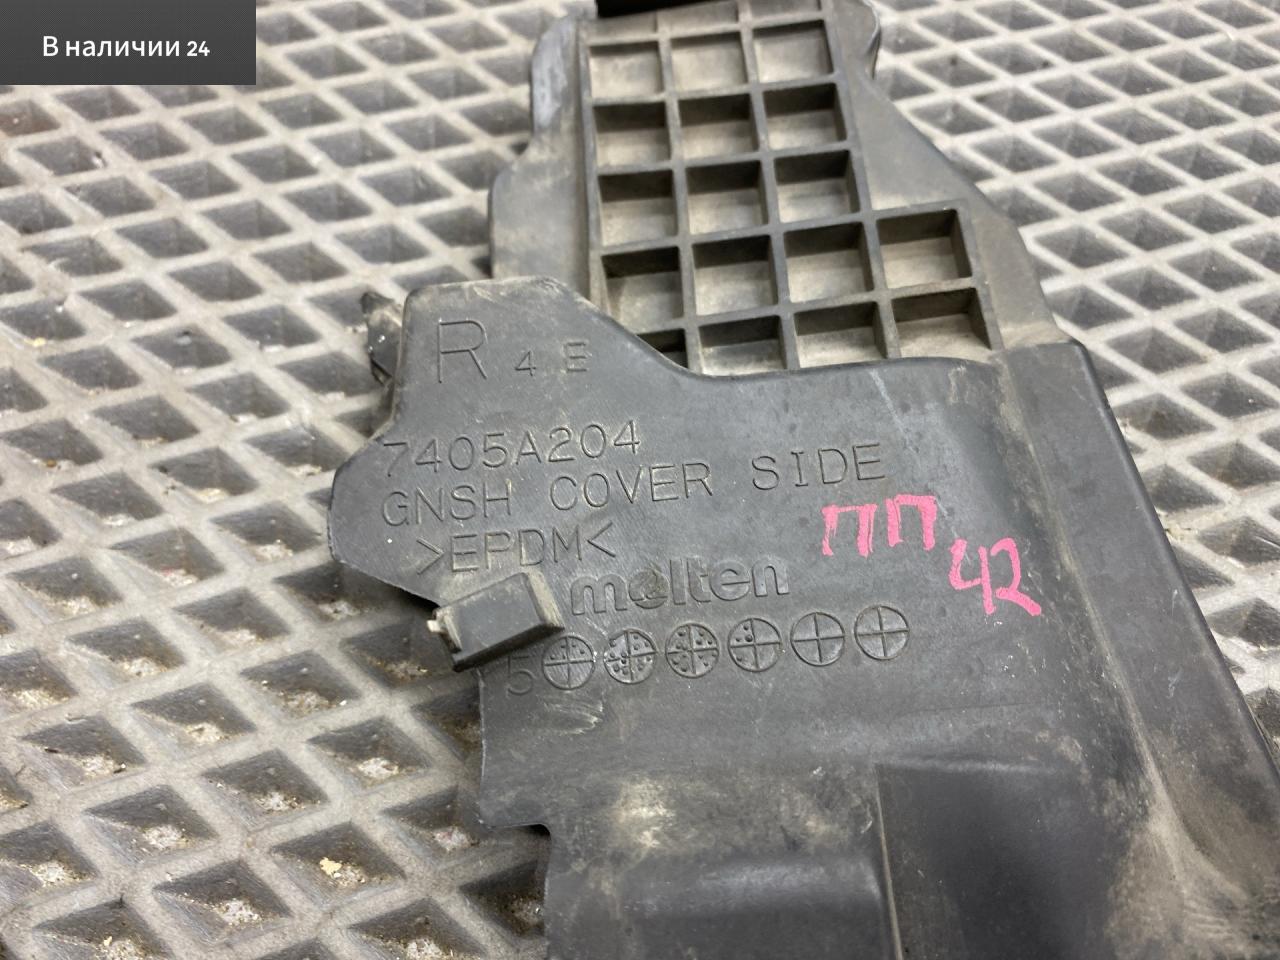 В наличии 24
R 4 E
7405A204
GNSH COVER SIDE
>EPDM<
ПП
42
molten
5